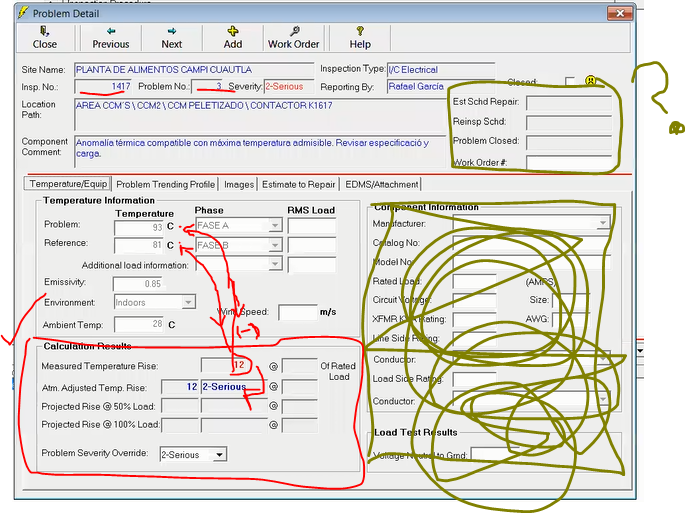 Problem Detail
Close Previous Next Add Work Order Help
Site Name: PLANTA DE ALIMENTOS CAMPI CUAUTLA Inspection Type: I/C Electrical
Insp. No.: 1417 Problem No.: 3 Severity: 2-Serious Reporting By: Rafael García Closed:
Location Path: AREA CCM'S \ CCM2 \ CCM PELETIZADO \ CONTACTOR K1617
Est Schd Repair:
Reinsp Schd:
Problem Closed:
Work Order #:
Component Comment: Anomalía térmica compatible con máxima temperatura admisible. Revisar especificació y
carga.
?
Temperature/Equip Problem Trending Profile Images Estimate to Repair EDMS/Attachment
Temperature Information
Temperature Phase RMS Load
Problem: 93 C FASE A
Reference: 81 C FASE B
Additional load information:
Emissivity: 0.85
Environment: Indoors
Wind Speed: m/s
Ambient Temp: 28 C
(-)
Calculation Results
Measured Temperature Rise: 12 @ Of Rated
Load
Atm. Adjusted Temp. Rise: 12 2-Serious @
Projected Rise @ 50% Load: @
Projected Rise @ 100% Load: @
Problem Severity Override: 2-Serious
Component Information
Manufacturer:
Catalog No:
Model No:
Rated Load: (AMPS)
Circuit Voltage: Size:
XFMR KVA Rating: AWG:
Line Side Rating:
Conductor:
Load Side Rating:
Conductor:
Load Test Results
Voltage Neutral to Grnd: